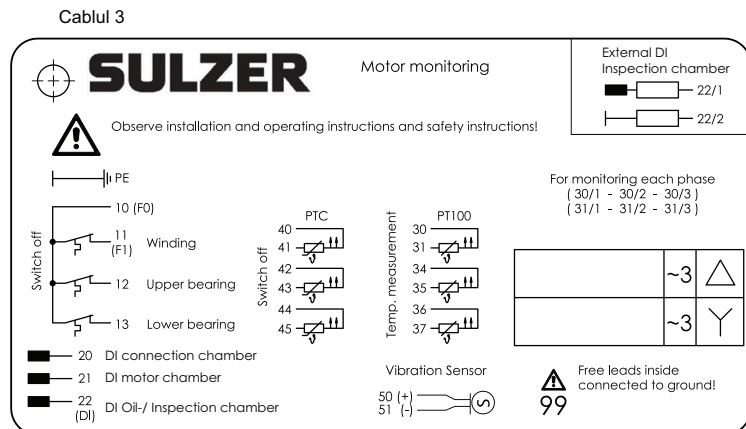 Cablul 3
SULZER
Motor monitoring
External DI
Inspection chamber
22/1
22/2
Observe installation and operating instructions and safety instructions!
PE
For monitoring each phase
( 30/1 - 30/2 - 30/3 )
( 31/1 - 31/2 - 31/3 )
Switch off
10 (F0)
11
(F1)
Winding
12 Upper bearing
13 Lower bearing
Switch off
PTC
40
41
42
43
44
45
Temp. measurement
PT100
30
31
34
35
36
37
~3
~3
20 DI connection chamber
21 DI motor chamber
22
(DI)
DI Oil-/ Inspection chamber
Vibration Sensor
50 (+)
51 (-)
S
Free leads inside
connected to ground!
99